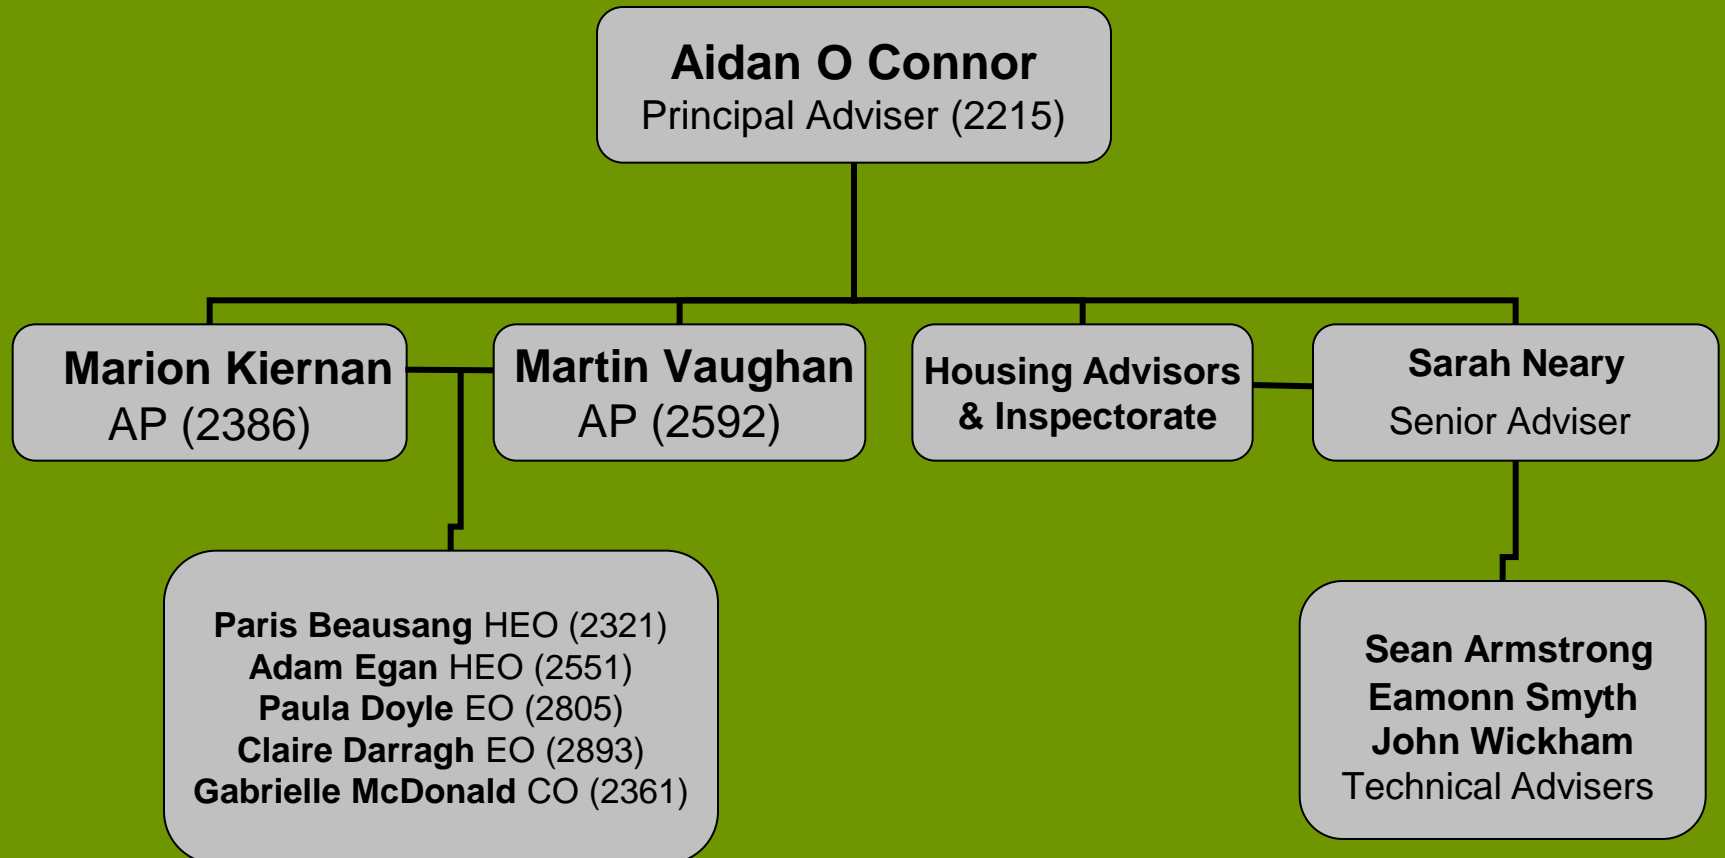 Aidan O Connor
Principal Adviser (2215)
Marion Kiernan
AP (2386)
Martin Vaughan
AP (2592)
Housing Advisors
& Inspectorate
Sarah Neary
Senior Adviser
Paris Beausang HEO (2321)
Adam Egan HEO (2551)
Paula Doyle EO (2805)
Claire Darragh EO (2893)
Gabrielle McDonald CO (2361)
Sean Armstrong
Eamonn Smyth
John Wickham
Technical Advisers